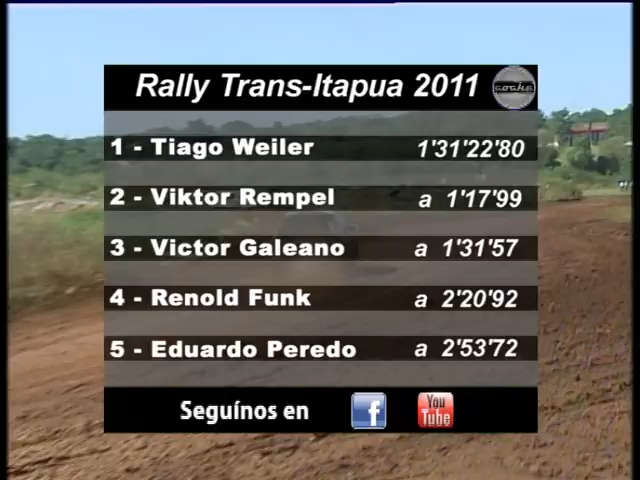 Rally Trans-Itapua 2011
1 - Tiago Weiler 1'31'22'80
2 - Viktor Rempel a 1'17'99
3 - Victor Galeano a 1'31'57
4 - Renold Funk a 2'20'92
5 - Eduardo Peredo a 2'53'72
Seguínos en f You Tube